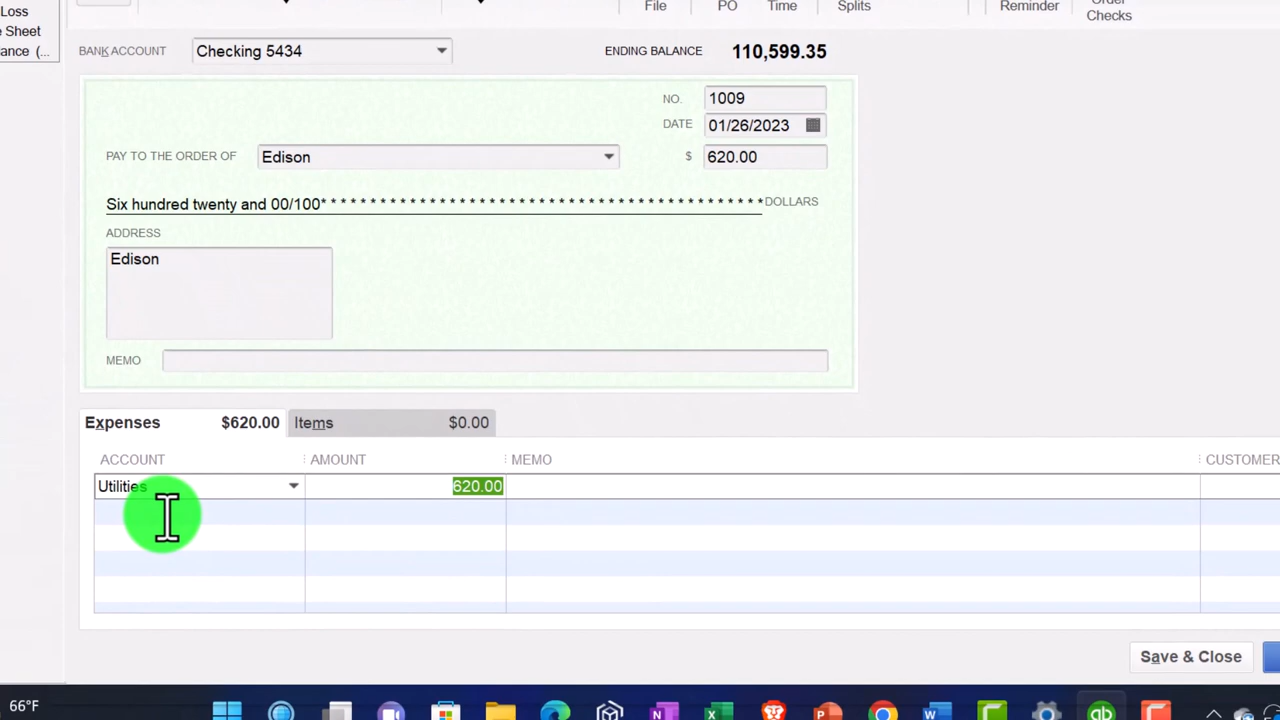 Loss
e Sheet
ance (...
File PO Time Splits Reminder Order
Checks
BANK ACCOUNT Checking 5434 ENDING BALANCE 110,599.35
NO. 1009
DATE 01/26/2023
PAY TO THE ORDER OF Edison $ 620.00
Six hundred twenty and 00/100* * * * * * * * * * * * * * * * * * * * * * * * * * * * * * * * * * * * * * * * * * * * DOLLARS
ADDRESS
Edison
MEMO
Expenses $620.00 Items $0.00
ACCOUNT AMOUNT MEMO CUSTOMER
Utilities 620.00
Save & Close
66°F